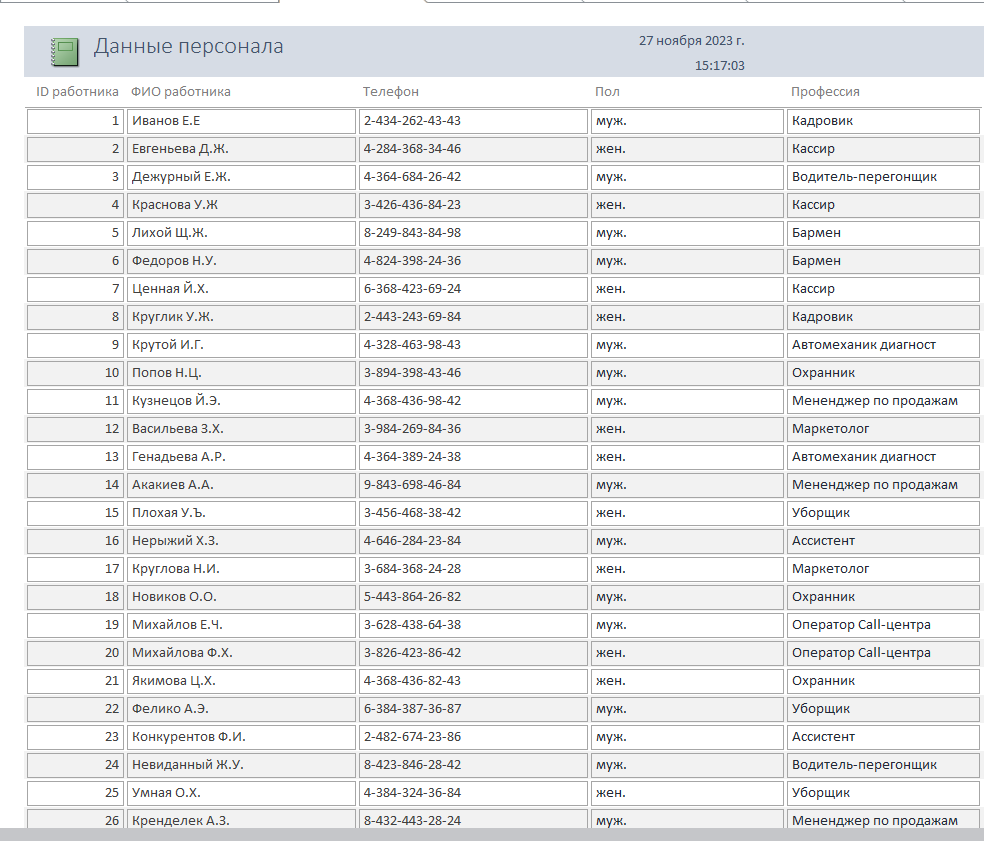 Данные персонала
27 ноября 2023 г.
15:17:03
ID работника ФИО работника Телефон Пол Профессия
1 Иванов Е.Е 2-434-262-43-43 муж. Кадровик
2 Евгеньева Д.Ж. 4-284-368-34-46 жен. Кассир
3 Дежурный Е.Ж. 4-364-684-26-42 муж. Водитель-перегонщик
4 Краснова У.Ж 3-426-436-84-23 жен. Кассир
5 Лихой Щ.Ж. 8-249-843-84-98 муж. Бармен
6 Федоров Н.У. 4-824-398-24-36 муж. Бармен
7 Ценная Й.Х. 6-368-423-69-24 жен. Кассир
8 Круглик У.Ж. 2-443-243-69-84 жен. Кадровик
9 Крутой И.Г. 4-328-463-98-43 муж. Автомеханик диагност
10 Попов Н.Ц. 3-894-398-43-46 муж. Охранник
11 Кузнецов Й.Э. 4-368-436-98-42 муж. Мененджер по продажам
12 Васильева З.Х. 3-984-269-84-36 жен. Маркетолог
13 Генадьева А.Р. 4-364-389-24-38 жен. Автомеханик диагност
14 Акакиев А.А. 9-843-698-46-84 муж. Мененджер по продажам
15 Плохая У.Ъ. 3-456-468-38-42 жен. Уборщик
16 Нерыжий Х.З. 4-646-284-23-84 муж. Ассистент
17 Круглова Н.И. 3-684-368-24-28 жен. Маркетолог
18 Новиков О.О. 5-443-864-26-82 муж. Охранник
19 Михайлов Е.Ч. 3-628-438-64-38 муж. Оператор Call-центра
20 Михайлова Ф.Х. 3-826-423-86-42 жен. Оператор Call-центра
21 Якимова Ц.Х. 4-368-436-82-43 жен. Охранник
22 Фелико А.Э. 6-384-387-36-87 муж. Уборщик
23 Конкурентов Ф.И. 2-482-674-23-86 муж. Ассистент
24 Невиданный Ж.У. 8-423-846-28-42 муж. Водитель-перегонщик
25 Умная О.Х. 4-384-324-36-84 жен. Уборщик
26 Кренделек А.З. 8-432-443-28-24 муж. Мененджер по продажам